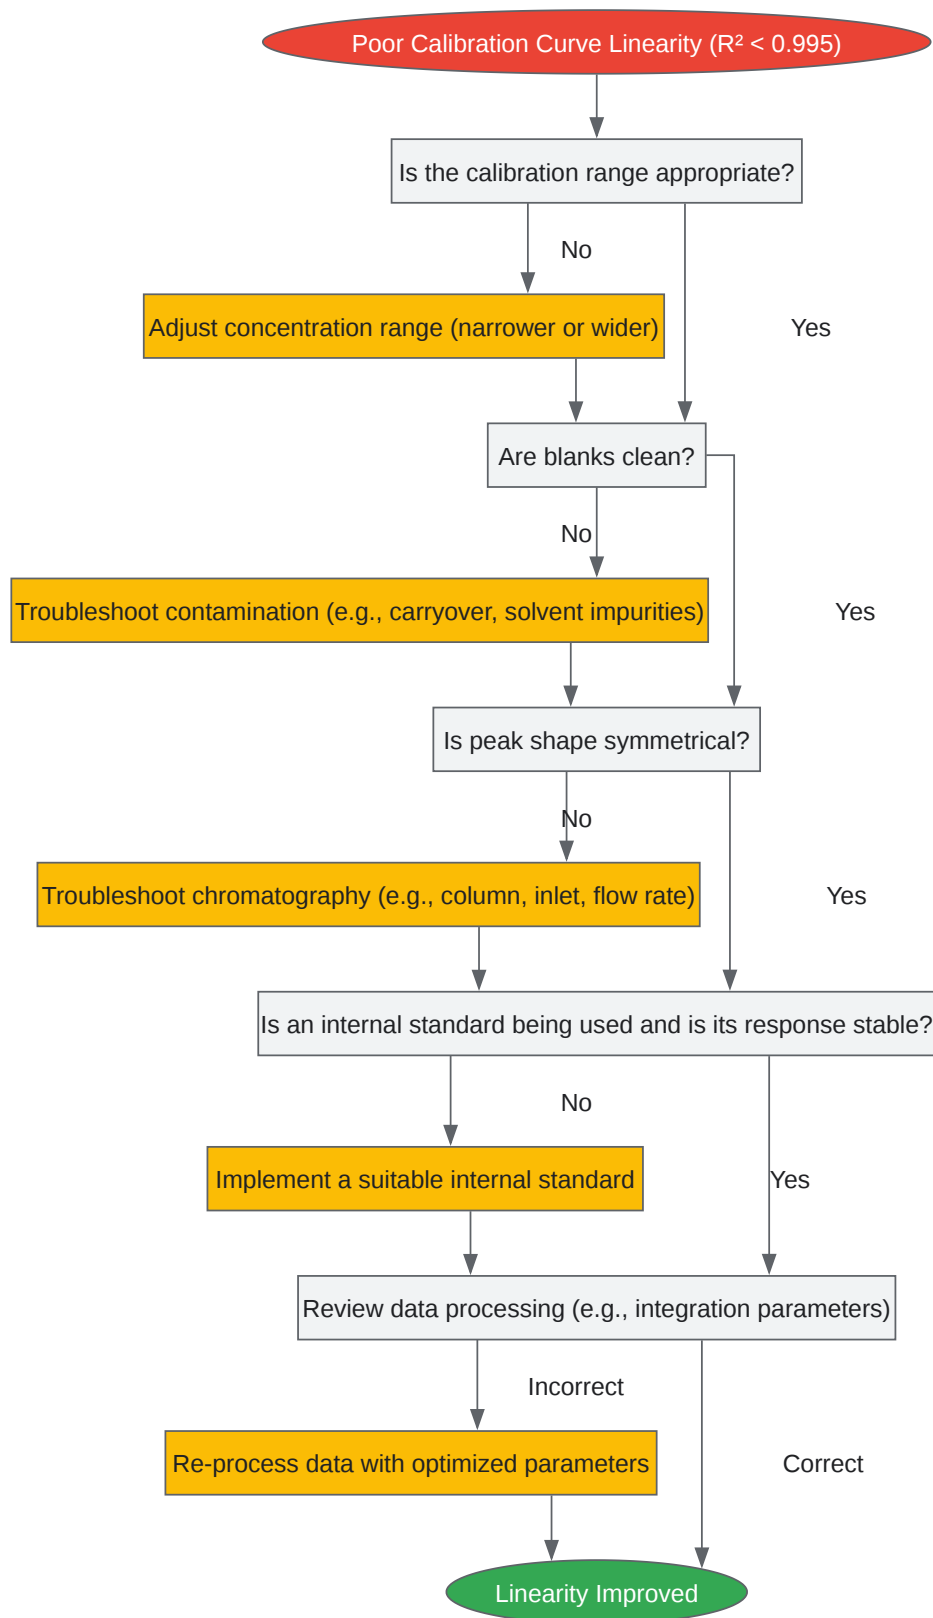 Poor Calibration Curve Linearity (R² < 0.995)
Is the calibration range appropriate?
No
Adjust concentration range (narrower or wider)
Yes
Are blanks clean?
No
Troubleshoot contamination (e.g., carryover, solvent impurities)
Yes
Is peak shape symmetrical?
No
Troubleshoot chromatography (e.g., column, inlet, flow rate)
Yes
Is an internal standard being used and is its response stable?
No
Implement a suitable internal standard
Yes
Review data processing (e.g., integration parameters)
Incorrect
Re-process data with optimized parameters
Correct
Linearity Improved